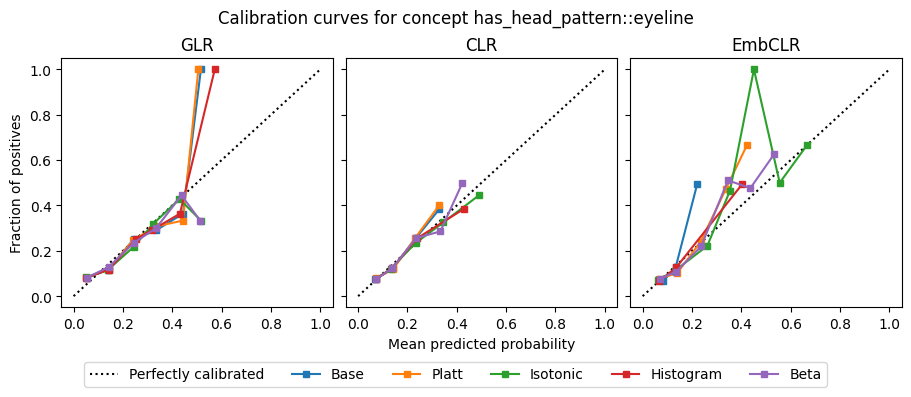 Calibration curves for concept has_head_pattern::eyeline
GLR
CLR
EmbCLR
Fraction of positives
1.0
0.8
0.6
0.4
0.2
0.0
0.0 0.2 0.4 0.6 0.8 1.0
0.0 0.2 0.4 0.6 0.8 1.0
0.0 0.2 0.4 0.6 0.8 1.0
Mean predicted probability
Perfectly calibrated Base Platt Isotonic Histogram Beta